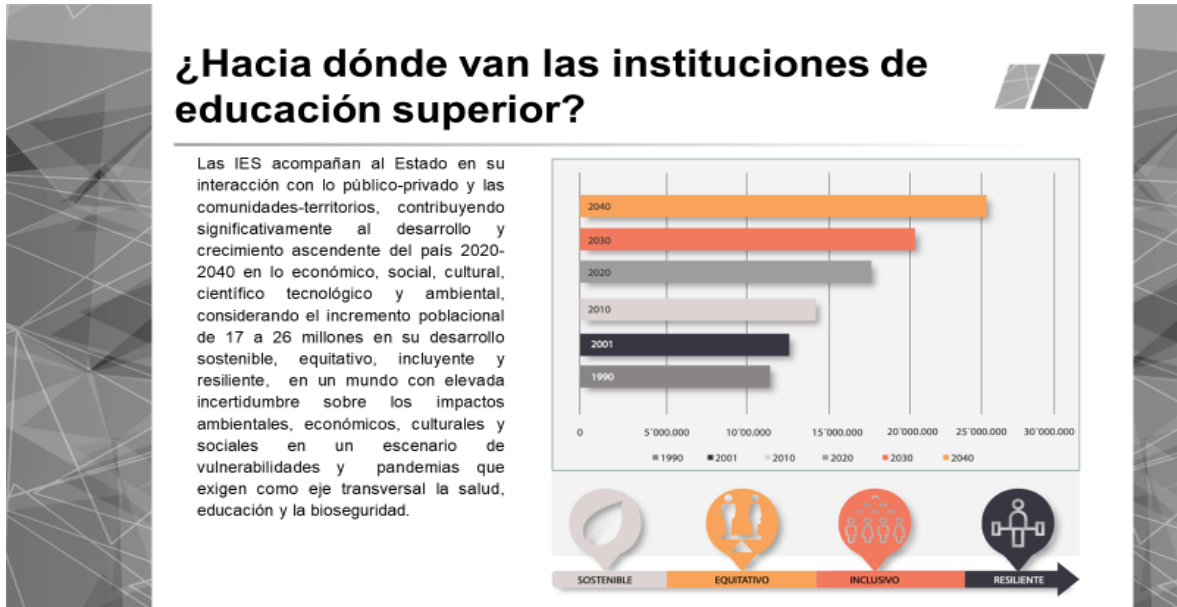 ¿Hacia dónde van las instituciones de
educación superior?
Las IES acompañan al Estado en su
interacción con lo público-privado y las
comunidades-territorios, contribuyendo
significativamente al desarrollo y
crecimiento ascendente del país 2020-
2040 en lo económico, social, cultural,
científico tecnológico y ambiental,
considerando el incremento poblacional
de 17 a 26 millones en su desarrollo
sostenible, equitativo, incluyente y
resiliente, en un mundo con elevada
incertidumbre sobre los impactos
ambientales, económicos, culturales y
sociales en un escenario de
vulnerabilidades y pandemias que
exigen como eje transversal la salud,
educación y la bioseguridad.
2040
2030
2020
2010
2001
1990
0 5´000.000 10´00.000 15´000.000 20´000.000 25´000.000 30´000.000
1990 2001 2010 2020 2030 2040
SOSTENIBLE EQUITATIVO INCLUSIVO RESILIENTE